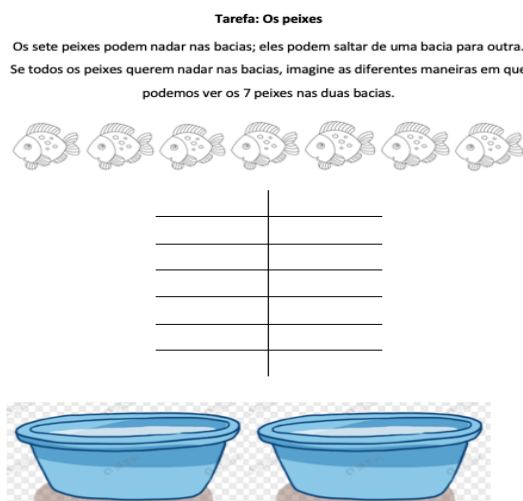 Tarefa: Os peixes
Os sete peixes podem nadar nas bacias; eles podem saltar de uma bacia para outra.
Se todos os peixes querem nadar nas bacias, imagine as diferentes maneiras em que
podemos ver os 7 peixes nas duas bacias.